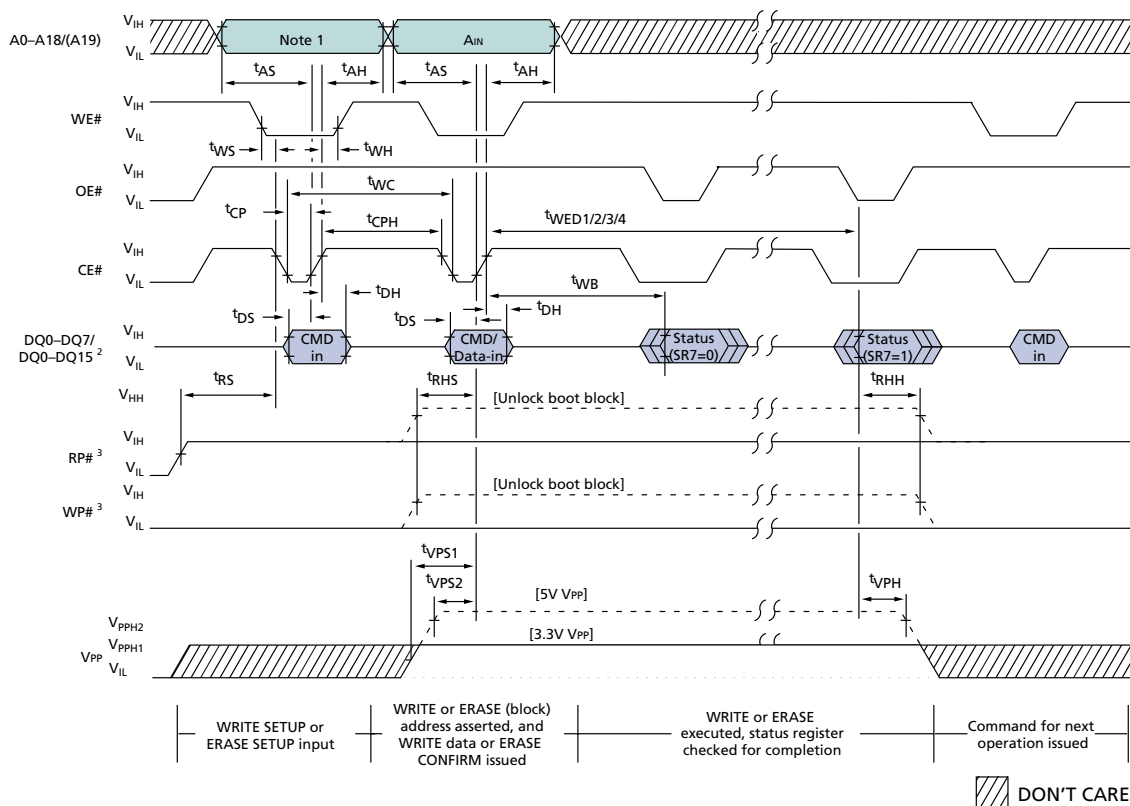 A0–A18/(A19)
VIH
VIL
Note 1
AIN
tAS
tAH
tAS
tAH
WE#
VIH
VIL
tWS
tWH
OE#
VIH
VIL
tWC
tCP
tCPH
tWED1/2/3/4
CE#
VIH
VIL
tWB
tDH
tDH
tDS
tDS
DQ0–DQ7/
DQ0–DQ15 2
VIH
VIL
CMD
in
CMD/
Data-in
Status
(SR7=0)
Status
(SR7=1)
CMD
in
tRS
tRHS
tRHH
VHH
[Unlock boot block]
RP# 3
VIH
VIL
WP# 3
VIH
VIL
[Unlock boot block]
tVPS1
tVPS2
tVPH
[5V VPP]
VPPH2
[3.3V VPP]
VPPH1
VPP
VIL
WRITE SETUP or
ERASE SETUP input
WRITE or ERASE (block)
address asserted, and
WRITE data or ERASE
CONFIRM issued
WRITE or ERASE
executed, status register
checked for completion
Command for next
operation issued
DON'T CARE